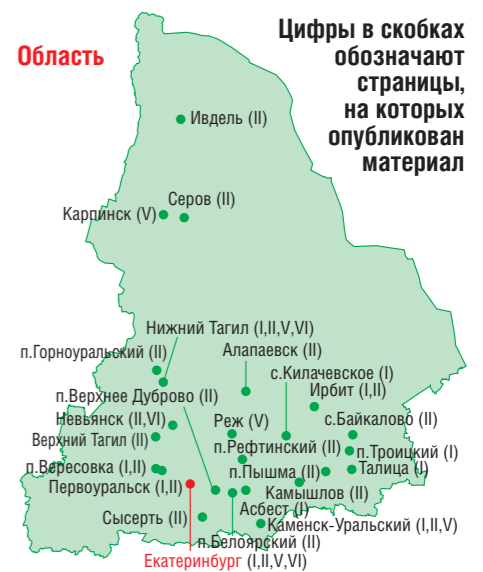 Область
Цифры в скобках
обозначают
страницы,
на которых
опубликован
материал
Ивдель (II)
Серов (II)
Карпинск (V)
Нижний Тагил (I,II,V,VI)
п.Горноуральский (II)
Алапаевск (II)
с.Килачевское (I)
Ирбит (I,II)
п.Верхнее Дуброво (II)
Невьянск (II,VI)
Реж (V)
с.Байкалово (II)
Верхний Тагил (II)
п.Рефтинский (II)
п.Троицкий (I)
п.Вересовка (I,II)
п.Пышма (II)
Талица (I)
Первоуральск (I,II)
Камышлов (II)
Асбест (I)
Сысерть (II)
Каменск-Уральский (I,II,V)
п.Белоярский (II)
Екатеринбург (I,II,V,VI)